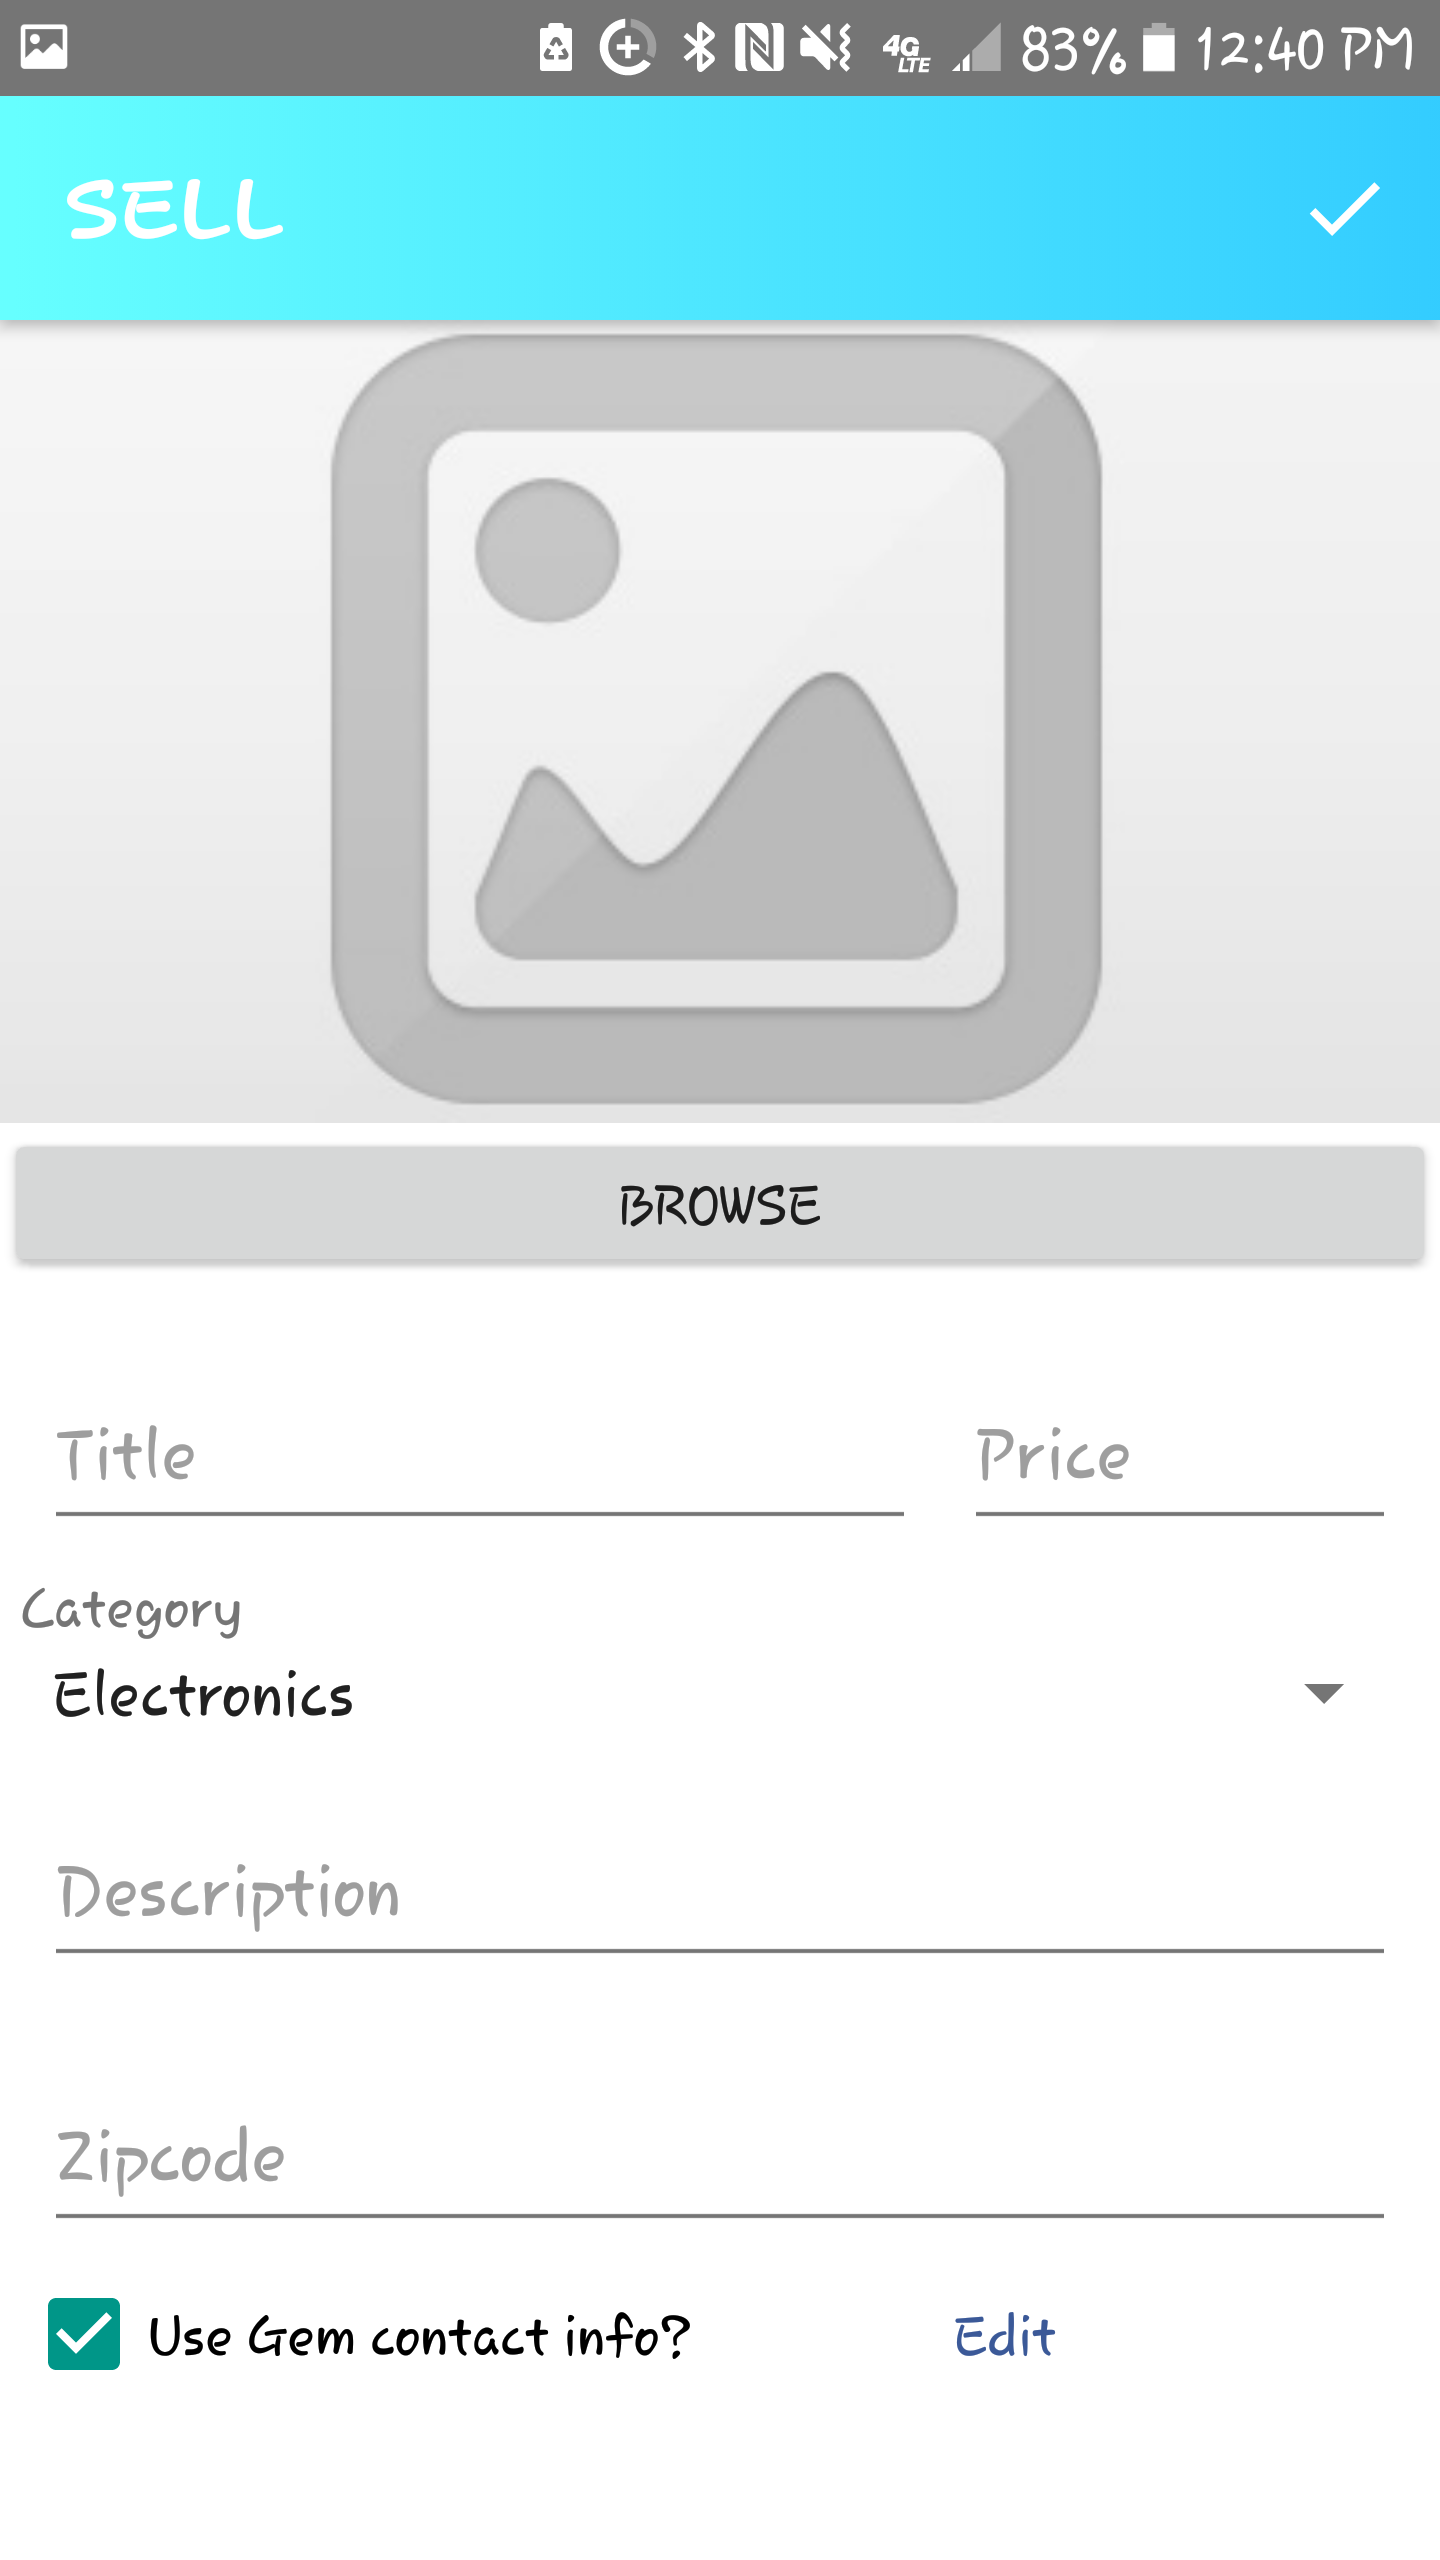 4G LTE 83% 12:40 PM
SELL
BROWSE
Title Price
Category
Electronics
Description
Zipcode
Use Gem contact info? Edit